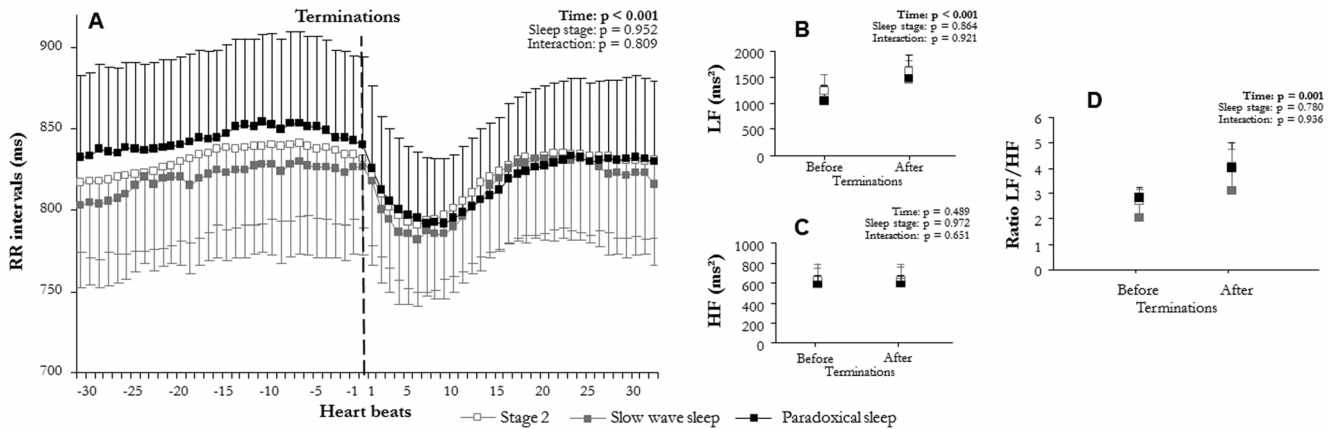 A
Terminations
Time: p < 0.001
Sleep stage: p = 0.952
Interaction: p = 0.809
RR intervals (ms)
900
850
800
750
700
-30 -25 -20 -15 -10 -5 -1 1 5 10 15 20 25 30
Heart beats
Stage 2 Slow wave sleep Paradoxical sleep
B
Time: p < 0.001
Sleep stage: p = 0.864
Interaction: p = 0.921
LF (ms²)
2000
1500
1000
500
0
Before After
Terminations
C
Time: p = 0.489
Sleep stage: p = 0.972
Interaction: p = 0.651
HF (ms²)
1000
800
600
400
200
0
Before After
Terminations
D
Time: p = 0.001
Sleep stage: p = 0.780
Interaction: p = 0.936
Ratio LF/HF
6
5
4
3
2
1
0
Before After
Terminations